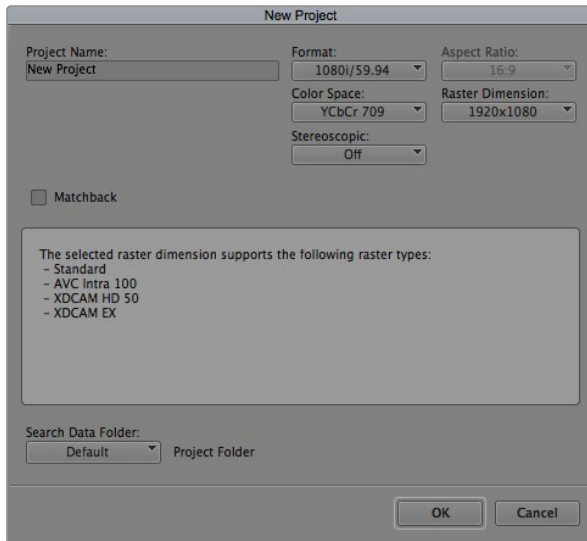 New Project
Project Name:
New Project
Format:
1080i/59.94
Aspect Ratio:
16:9
Color Space:
YCbCr 709
Raster Dimension:
1920x1080
Stereoscopic:
Off
Matchback
The selected raster dimension supports the following raster types:
- Standard
- AVC Intra 100
- XDCAM HD 50
- XDCAM EX
Search Data Folder:
Default
Project Folder
OK
Cancel